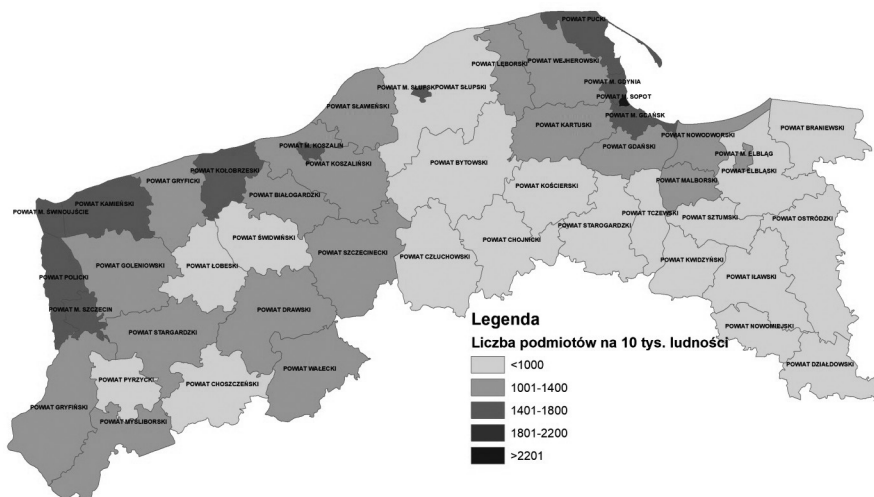 POWIAT PUCKI
POWIAT LĘBORSKI
POWIAT WEJHEROWSKI
POWIAT M. GDYNIA
POWIAT M. SŁUPSK
POWIAT SŁUPSKI
POWIAT M. SOPOT
POWIAT SŁAWIEŃSKI
POWIAT M. GDAŃSK
POWIAT KARTUSKI
POWIAT NOWODWORSKI
POWIAT BRANIEWSKI
POWIAT M. KOSZALIN
POWIAT GDAŃSKI
POWIAT M. ELBLĄG
POWIAT KOSZALIŃSKI
POWIAT BYTOWSKI
POWIAT KOŁOBRZESKI
POWIAT ELBLĄSKI
POWIAT GRYFICKI
POWIAT MALBORSKI
POWIAT BIAŁOGARDZKI
POWIAT KOŚCIERSKI
POWIAT KAMIEŃSKI
POWIAT M. ŚWINOUJŚCIE
POWIAT TCZEWSKI
POWIAT SZTUMSKI
POWIAT OSTRÓDZKI
POWIAT STAROGARDZKI
POWIAT ŚWIDWIŃSKI
POWIAT CHOJNICKI
POWIAT SZCZECINECKI
POWIAT CZŁUCHOWSKI
POWIAT KWIDZYŃSKI
POWIAT GOLENIOWSKI
POWIAT ŁOBESKI
POWIAT POLICKI
POWIAT IŁAWSKI
POWIAT M. SZCZECIN
POWIAT DRAWSKI
POWIAT STARGARDZKI
POWIAT NOWOMIEJSKI
POWIAT WAŁECKI
POWIAT DZIAŁDOWSKI
POWIAT PYRZYCKI
POWIAT CHOSZCZEŃSKI
POWIAT GRYFIŃSKI
POWIAT MYŚLIBORSKI
Legenda
Liczba podmiotów na 10 tys. ludności
<1000
1001-1400
1401-1800
1801-2200
>2201